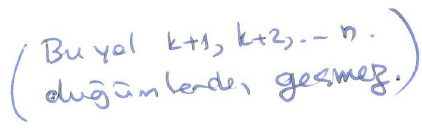 (Bu yol k+1, k+2, .. n.
düğümlerden geçmez.)